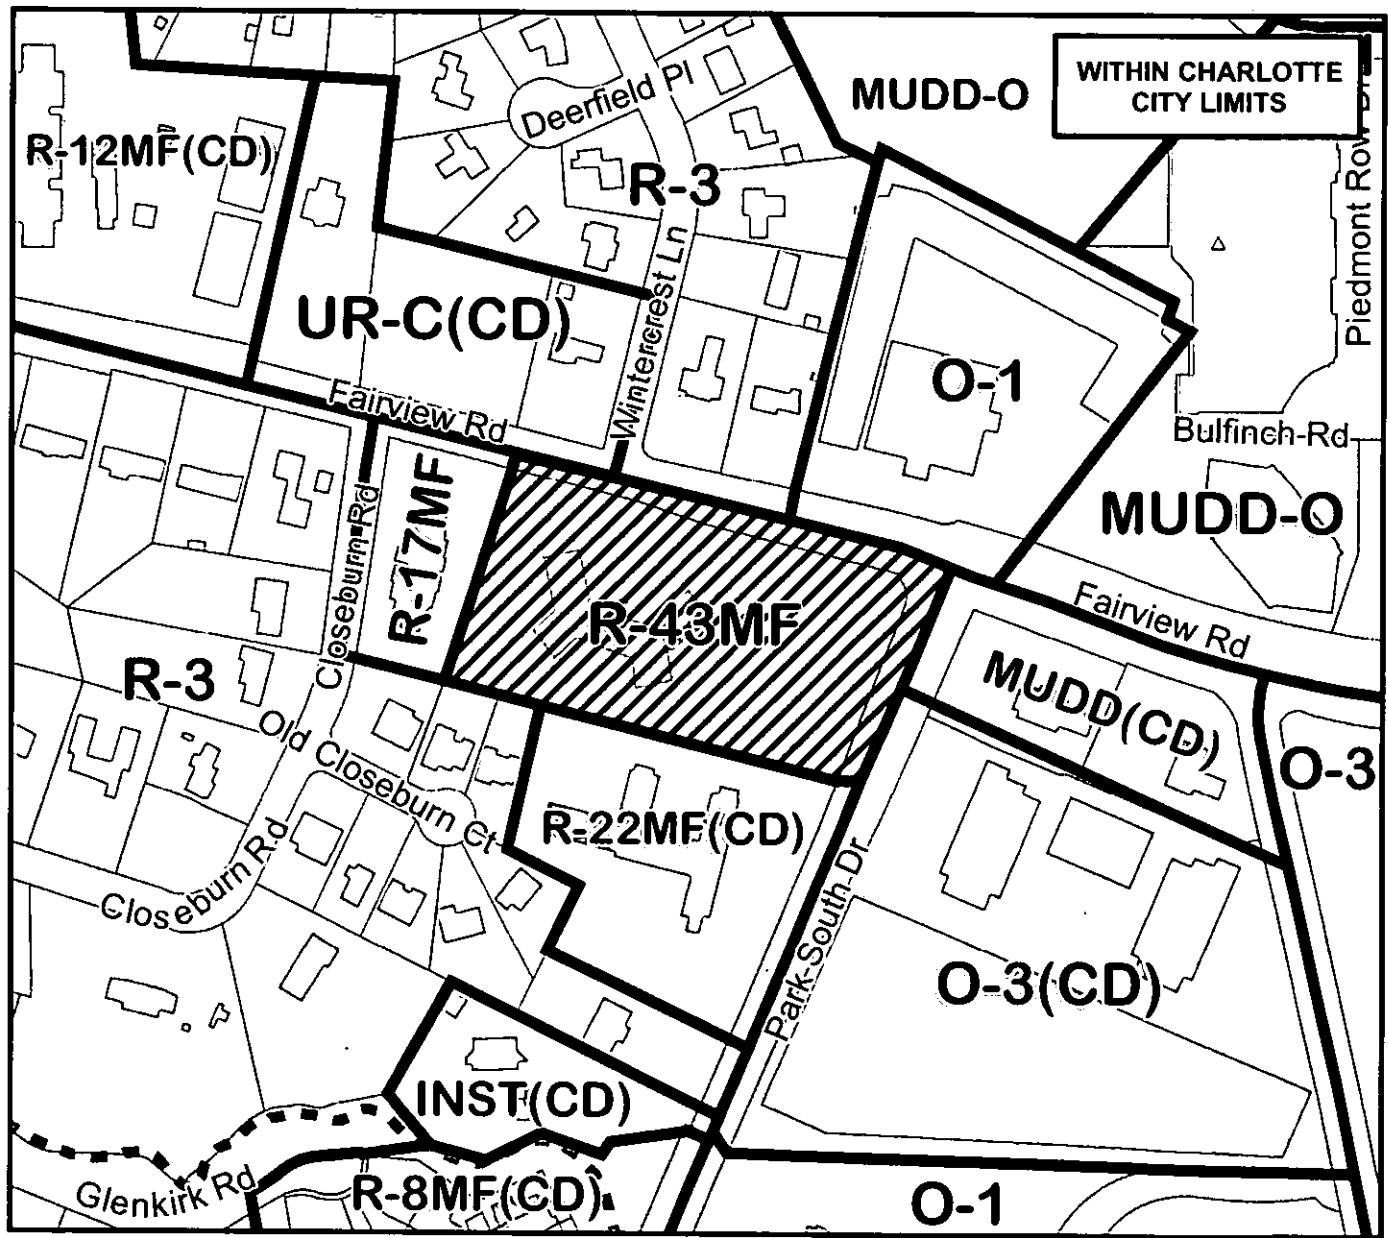 WITHIN CHARLOTTE
CITY LIMITS
MUDD-O
Deerfield Pl
R-12MF(CD)
R-3
Piedmont Row Dr
Wintercrest Ln
UR-C(CD)
O-1
Fairview Rd
Bulfinch-Rd
R-17MF
MUDD-O
Closeburn Rd
R-43MF
Fairview Rd
R-3
MUDD(CD)
O-3
Old Closeburn Ct
R-22MF(CD)
Closeburn Rd
Park-South-Dr
O-3(CD)
INST(CD)
Glenkirk Rd
R-8MF(CD)
O-1